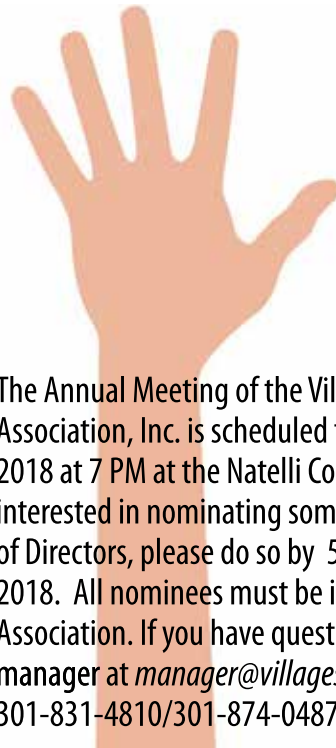 The Annual Meeting of the Vil
Association, Inc. is scheduled
2018 at 7 PM at the Natelli Co
interested in nominating som
of Directors, please do so by 5
2018. All nominees must be i
Association. If you have quest
manager at manager@village
301-831-4810/301-874-0487